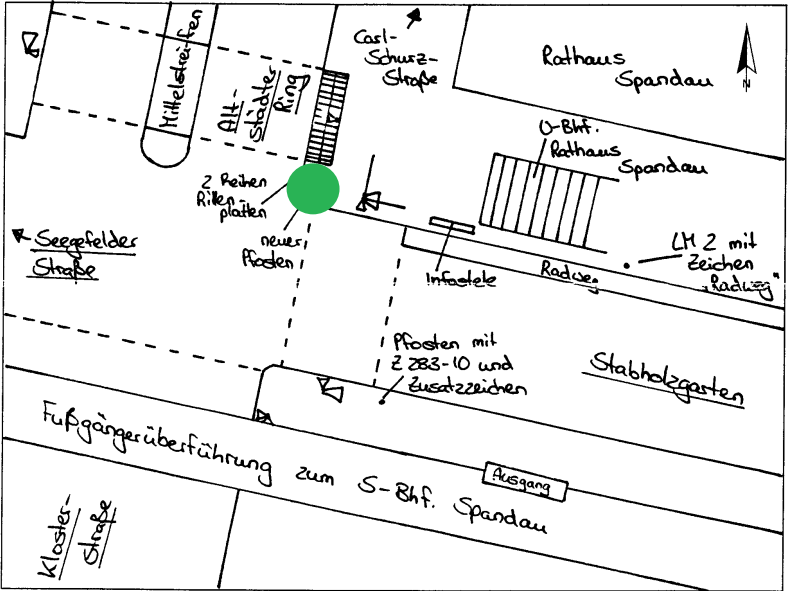 Carl-
Schurz-
Straße
Rathaus
Spandau
N
Mittelstreifen
Alt-
städter
Ring
U-Bhf.
Rathaus
Spandau
2 Reihen
Rillen-
platten
neuer
Pfosten
Seegefelder
Straße
Infostele
Radweg
LM 2 mit
Zeichen
„Radweg"
Pfosten mit
Z 283-10 und
Zusatzzeichen
Stabholzgarten
Fußgängerüberführung zum S-Bhf. Spandau
Ausgang
Kloster-
straße